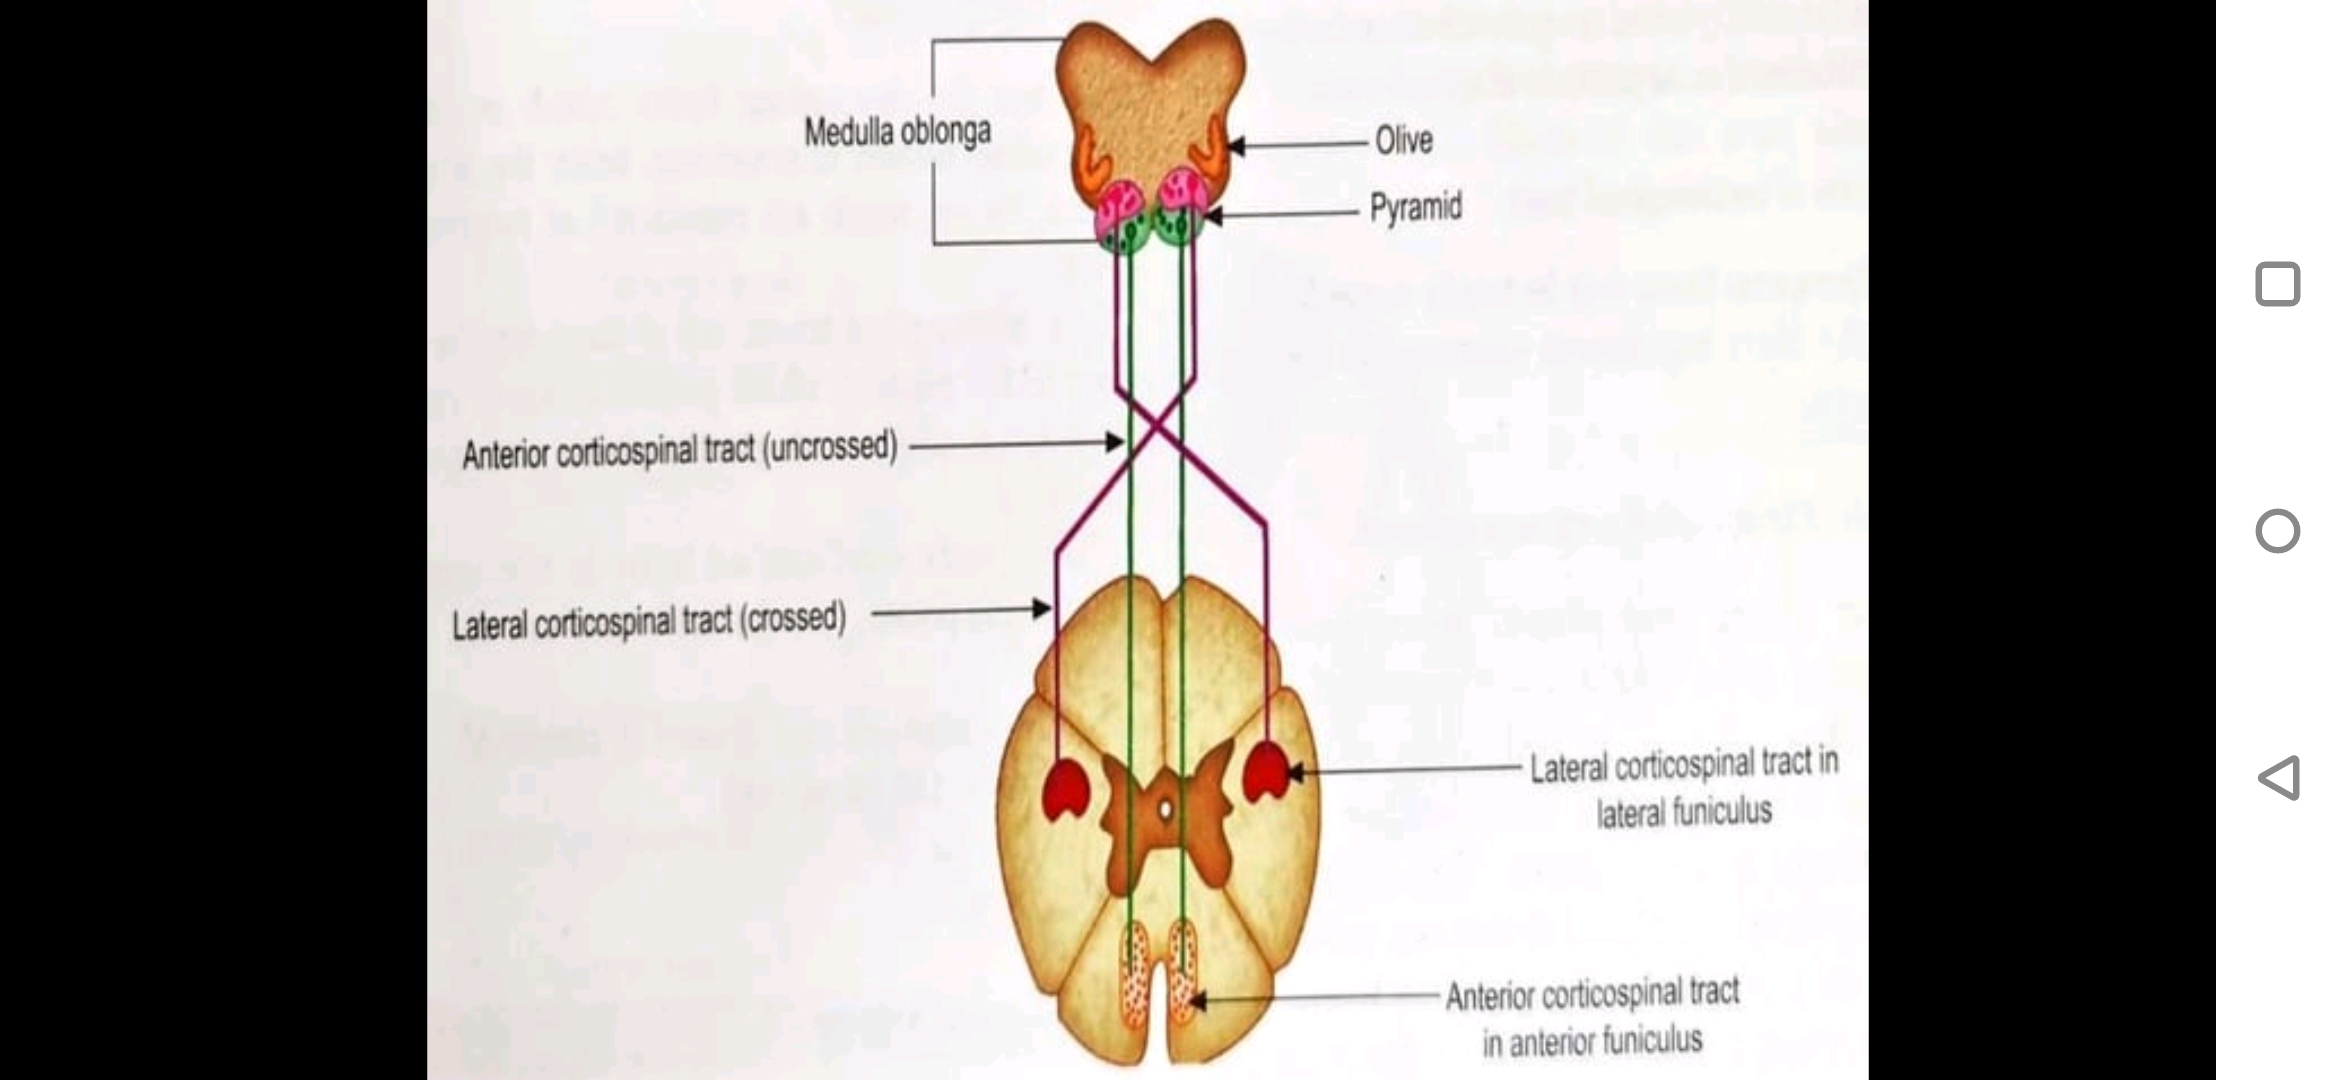 Medulla oblonga
Olive
Pyramid
Anterior corticospinal tract (uncrossed)
Lateral corticospinal tract (crossed)
Lateral corticospinal tract in
lateral funiculus
Anterior corticospinal tract
in anterior funiculus